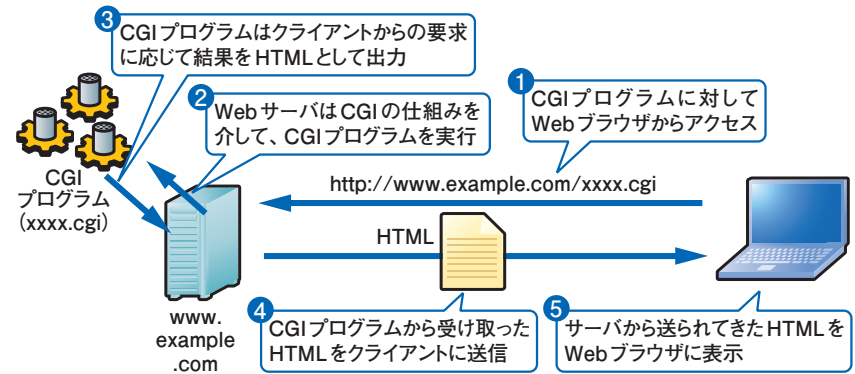 ❸
CGIプログラムはクライアントからの要求
に応じて結果をHTMLとして出力
❷
WebサーバはCGIの仕組みを
介して、CGIプログラムを実行
❶
CGIプログラムに対して
Webブラウザからアクセス
CGI
プログラム
(xxxx.cgi)
http://www.example.com/xxxx.cgi
HTML
www.
example
.com
❹
CGIプログラムから受け取った
HTMLをクライアントに送信
❺
サーバから送られてきたHTMLを
Webブラウザに表示